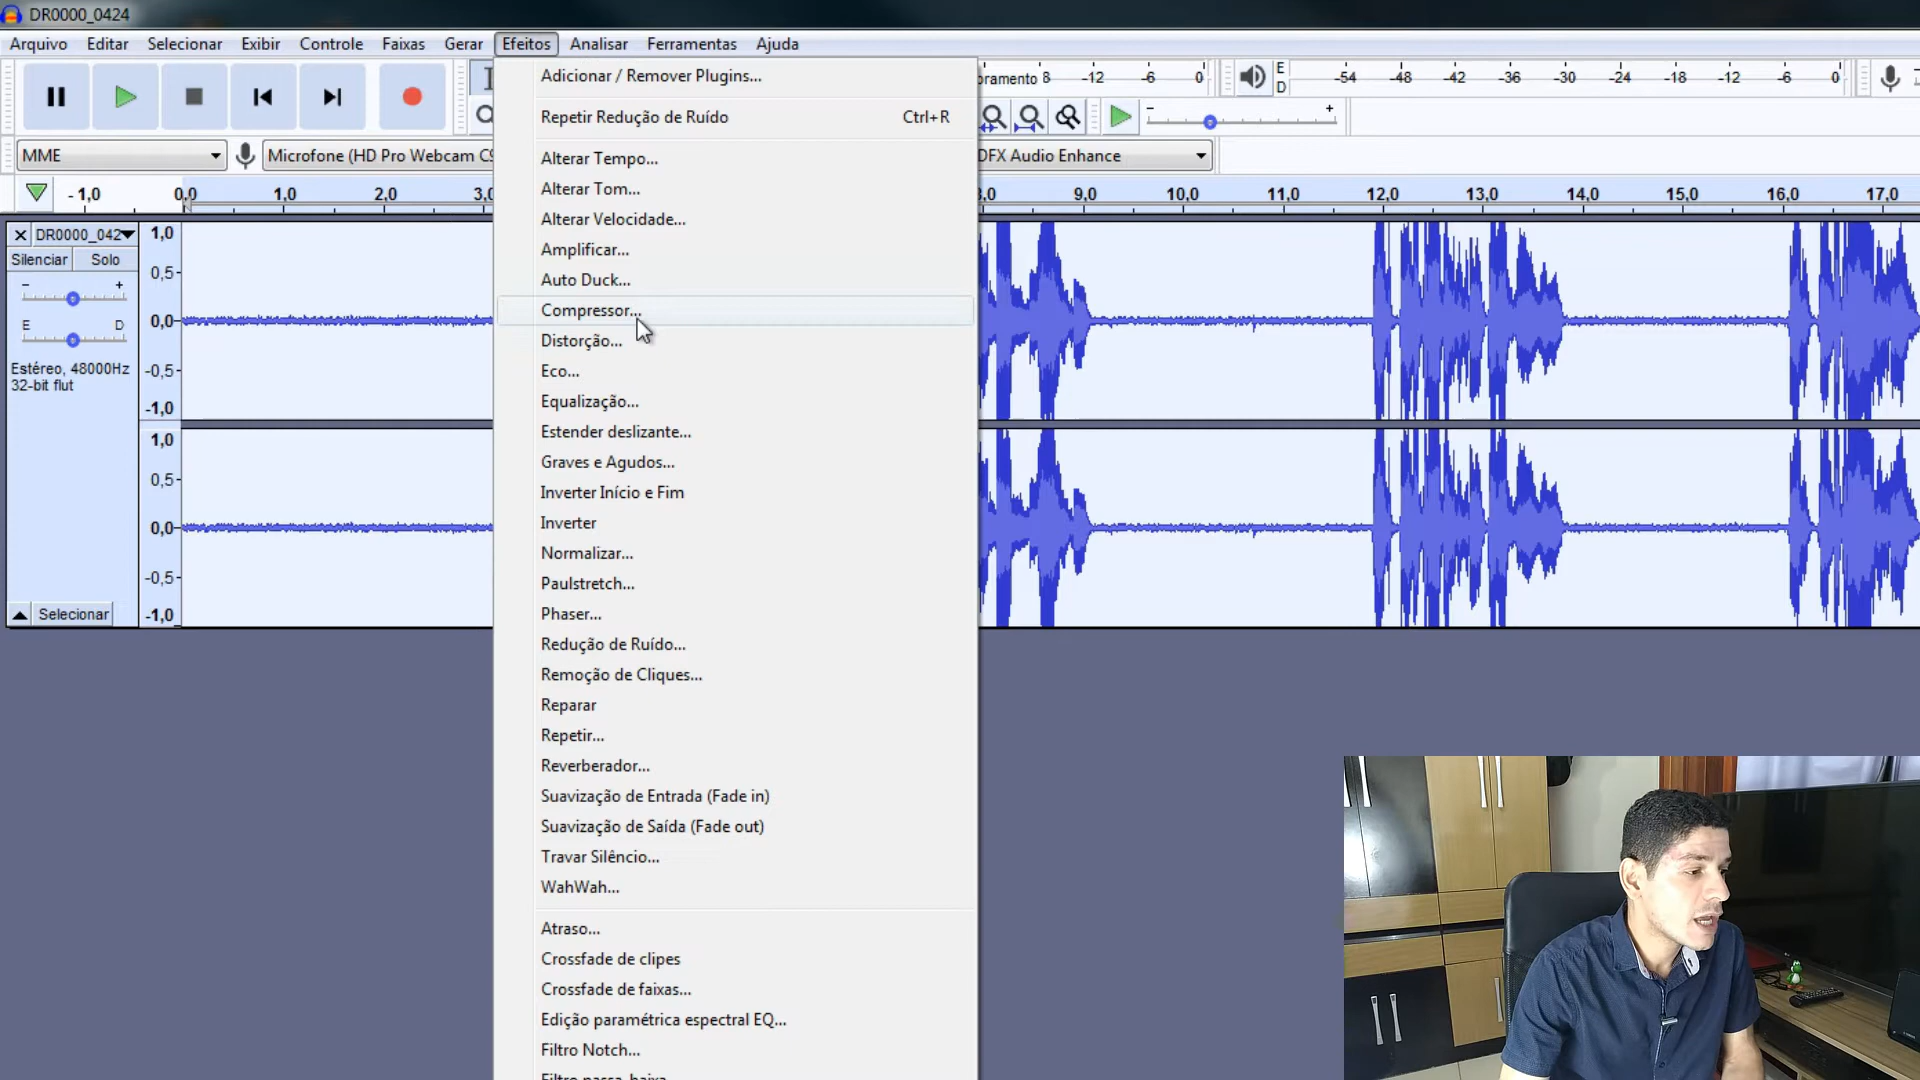 DR0000_0424
Arquivo Editar Selecionar Exibir Controle Faixas Gerar Efeitos Analisar Ferramentas Ajuda
Adicionar / Remover Plugins...
-12 -6 0
E
D
-54 -48 -42 -36 -30 -24 -18 -12 -6 0
Repetir Redução de Ruído Ctrl+R
- +
MME
Microfone (HD Pro Webcam
DFX Audio Enhance
Alterar Tempo...
Alterar Tom...
- 1,0 0,0 1,0 2,0 9,0 10,0 11,0 12,0 13,0 14,0 15,0 16,0 17,0
Alterar Velocidade...
Amplificar...
Auto Duck...
Compressor...
Distorção...
Eco...
Equalização...
Estender deslizante...
Graves e Agudos...
Inverter Início e Fim
Inverter
Normalizar...
Paulstretch...
Phaser...
Redução de Ruído...
Remoção de Cliques...
Reparar
Repetir...
Reverberador...
Suavização de Entrada (Fade in)
Suavização de Saída (Fade out)
Travar Silêncio...
WahWah...
Atraso...
Crossfade de clipes
Crossfade de faixas...
Edição paramétrica espectral EQ...
Filtro Notch...
Filtro passa-baixa
DR0000_042
Silenciar Solo
- +
E D
Estéreo, 48000Hz
32-bit flut
Selecionar
1,0
0,5
0,0
-0,5
-1,0
1,0
0,5
0,0
-0,5
-1,0